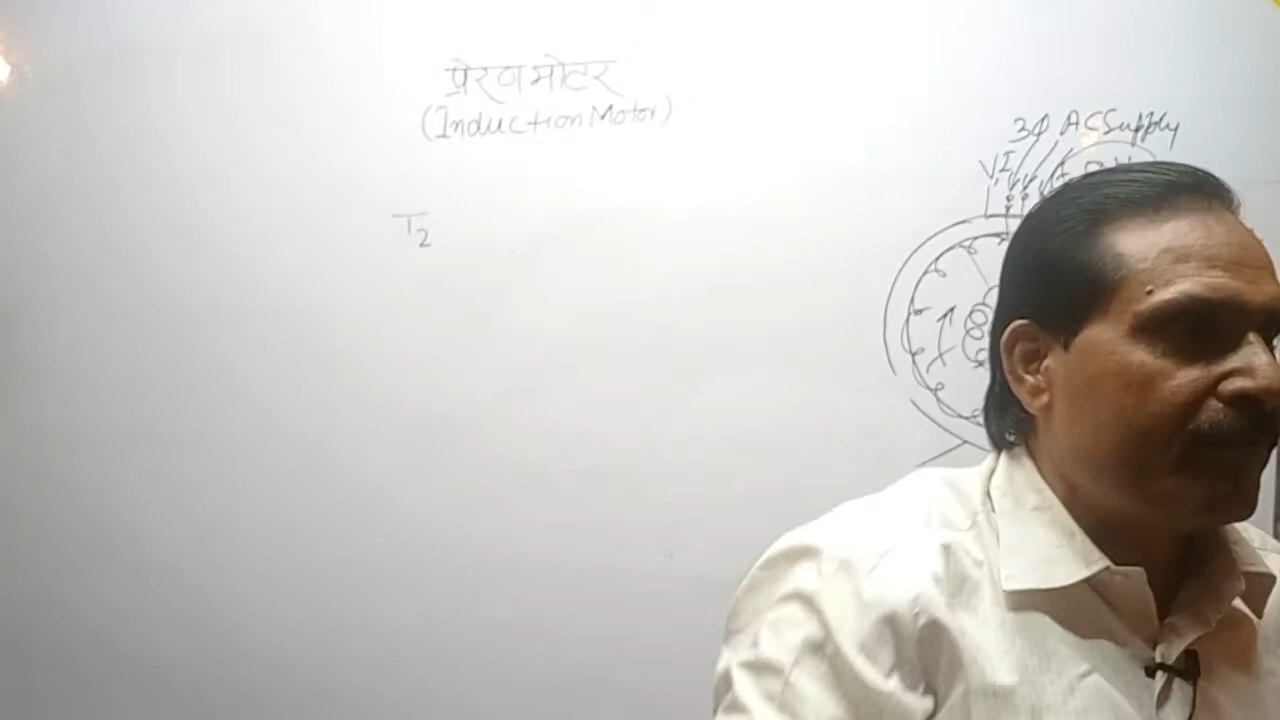 प्रेरण मोटर
(Induction Motor)
3Φ AC Supply
V, I
T2